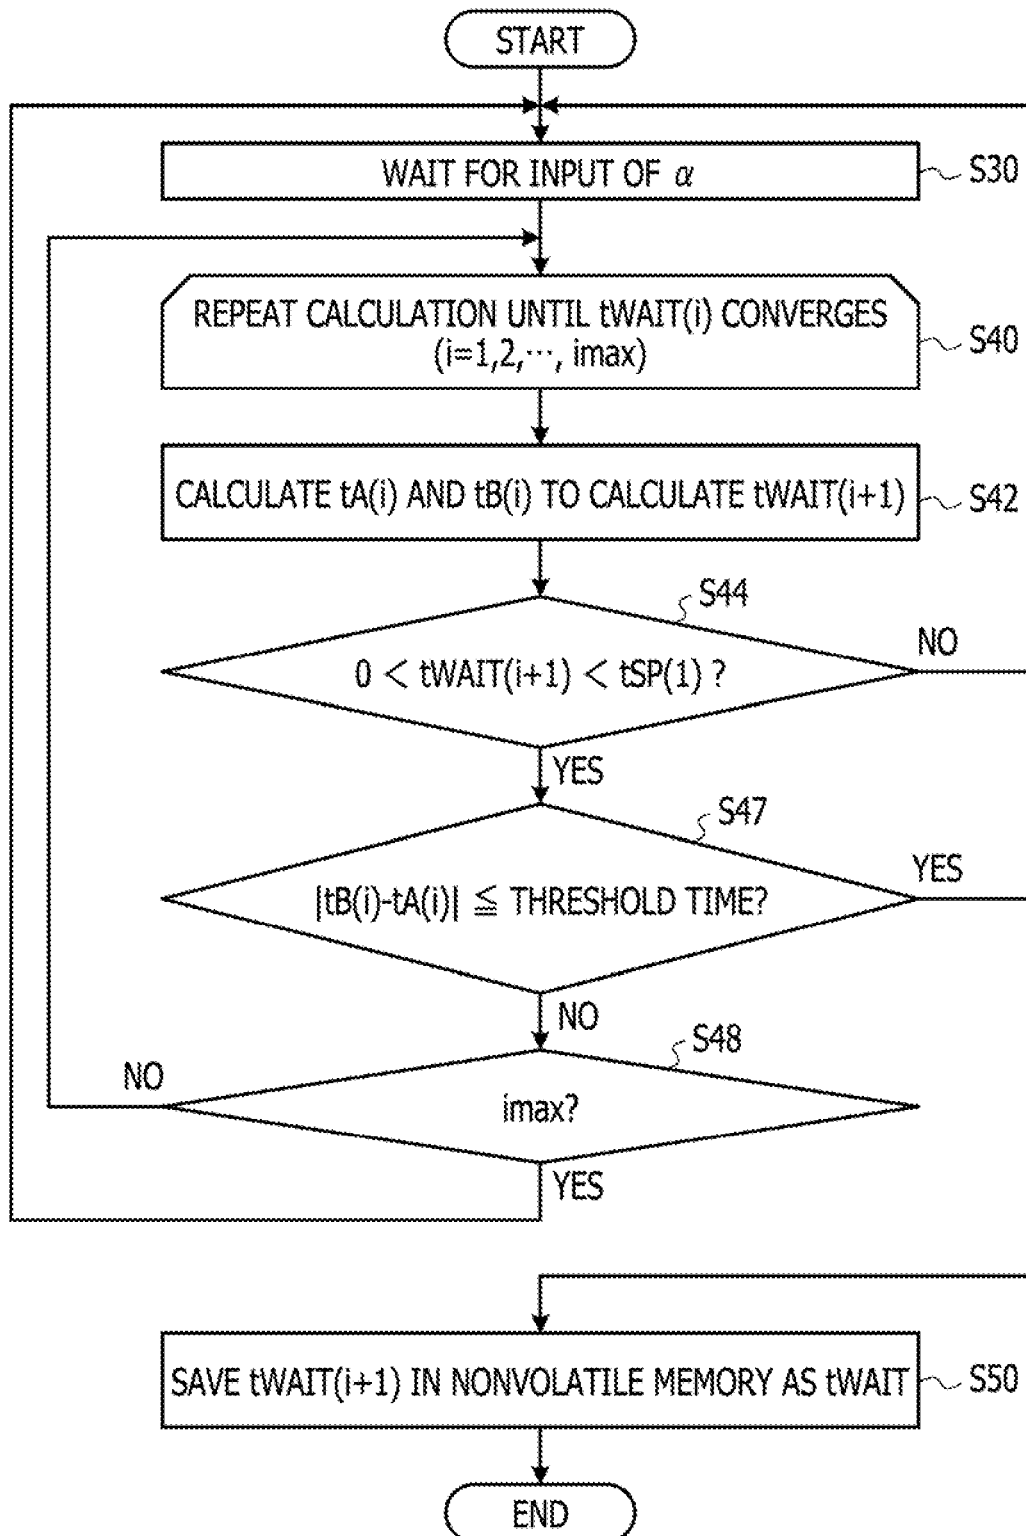 START
WAIT FOR INPUT OF α
S30
REPEAT CALCULATION UNTIL tWAIT(i) CONVERGES
(i=1,2,⋯, imax)
S40
CALCULATE tA(i) AND tB(i) TO CALCULATE tWAIT(i+1)
S42
S44
0 < tWAIT(i+1) < tSP(1) ?
NO
YES
S47
|tB(i)-tA(i)| ≦ THRESHOLD TIME?
YES
NO
S48
NO
imax?
YES
SAVE tWAIT(i+1) IN NONVOLATILE MEMORY AS tWAIT
S50
END